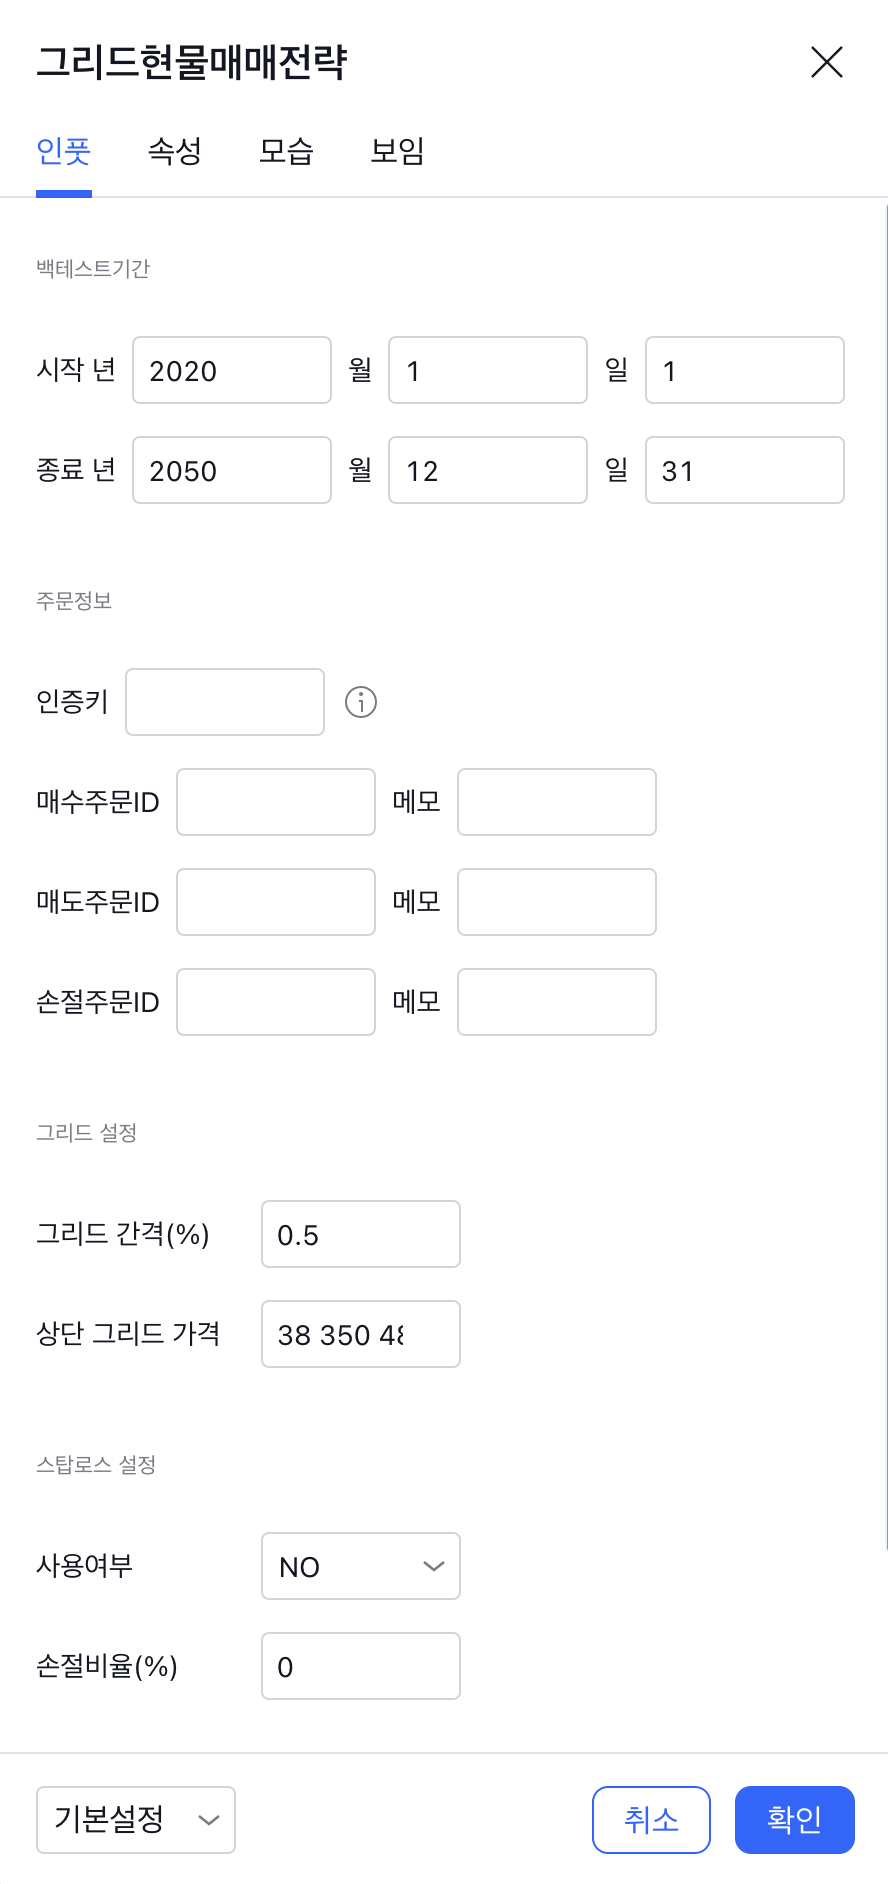 그리드현물매매전략
인풋 속성 모습 보임
백테스트기간
시작 년 2020 월 1 일 1
종료 년 2050 월 12 일 31
주문정보
인증키
매수주문ID 메모
매도주문ID 메모
손절주문ID 메모
그리드 설정
그리드 간격(%) 0.5
상단 그리드 가격 38 350 4
스탑로스 설정
사용여부 NO
손절비율(%) 0
기본설정 취소 확인